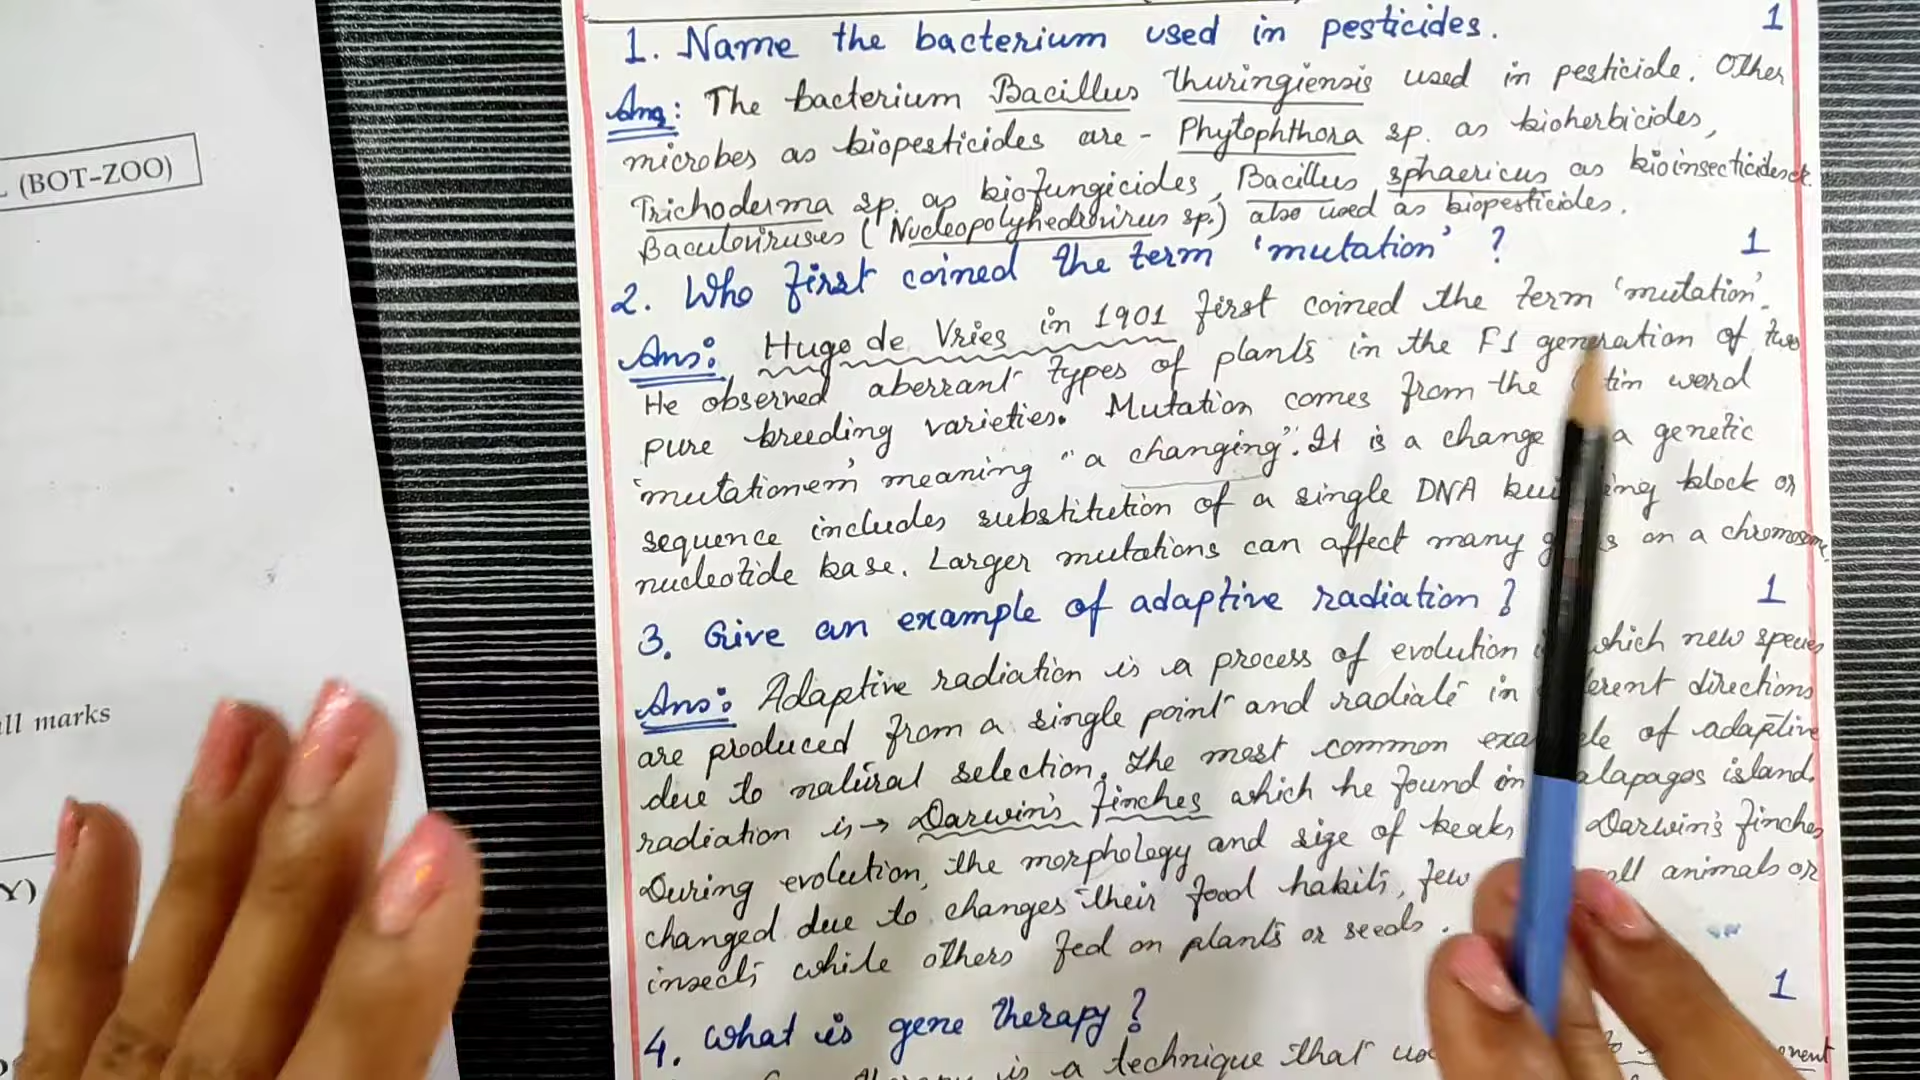 L (BOT-ZOO)
ll marks
Y)
1. Name the bacterium used in pesticides. 1
Ans: The bacterium Bacillus thuringiensis used in pesticide. Other
microbes as biopesticides are - Phytophthora sp. as bioherbicides,
Trichoderma sp. as biofungicides, Bacillus sphaericus as bioinsecticides
Baculoviruses (Nucleopolyhedrovirus sp.) also used as biopesticides.
2. Who first coined the term 'mutation' ? 1
Ans: Hugo de Vries in 1901 first coined the term 'mutation'.
He observed aberrant types of plants in the F1 generation of two
pure breeding varieties. Mutation comes from the word
'mutationem' meaning "a changing". It is a change a genetic
sequence includes substitution of a single DNA block or
nucleotide base. Larger mutations can affect many on a chromosome.
3. Give an example of adaptive radiation ? 1
Ans: Adaptive radiation is a process of evolution which new species
are produced from a single point and radiate in directions
due to natural selection. The most common of adaptive
radiation is → Darwin's finches which he found in island.
During evolution, the morphology and size of beaks Darwin's finches
changed due to changes their food habits, few animals or
insects while others fed on plants or seeds.
4. What is gene therapy ? 1
is a technique that